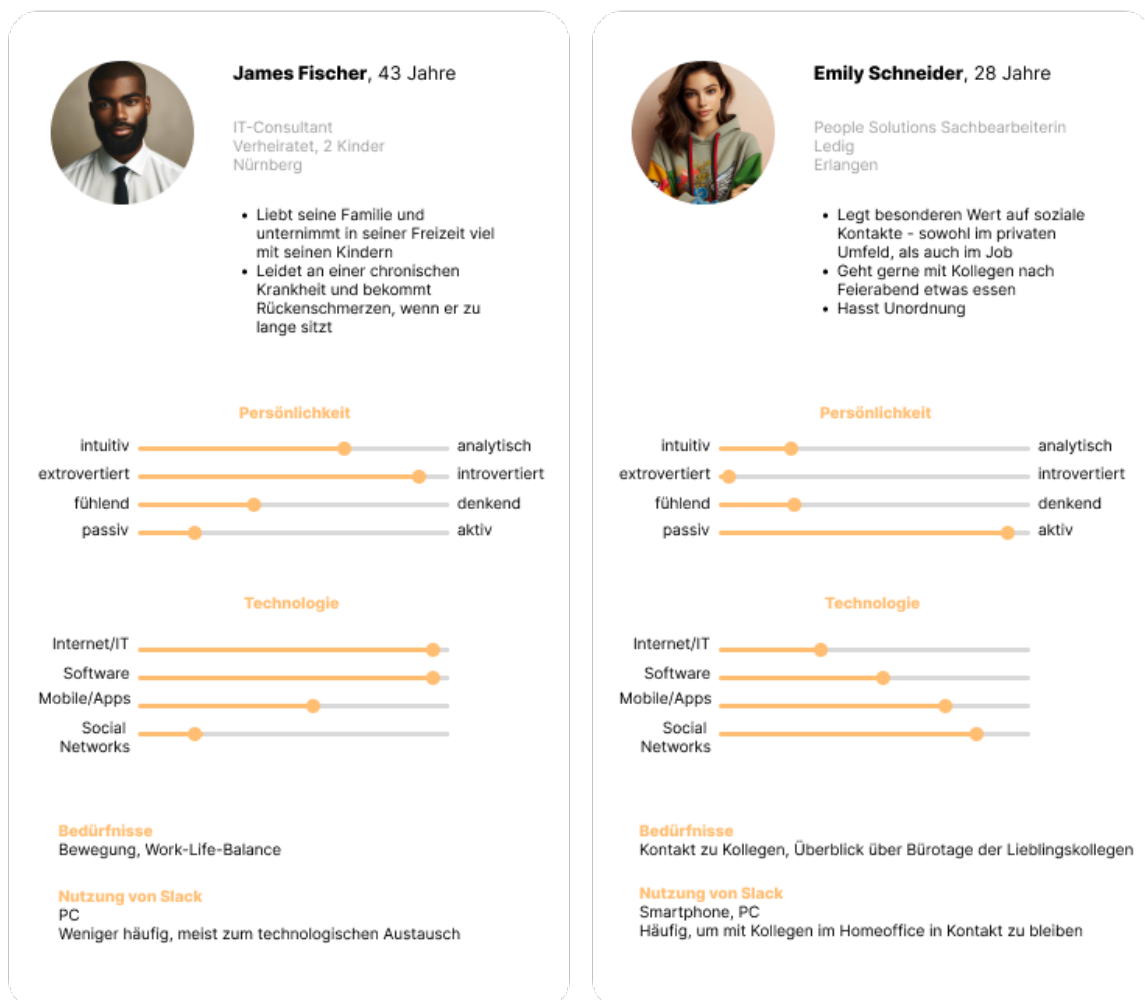 James Fischer, 43 Jahre
IT-Consultant
Verheiratet, 2 Kinder
Nürnberg
• Liebt seine Familie und
unternimmt in seiner Freizeit viel
mit seinen Kindern
• Leidet an einer chronischen
Krankheit und bekommt
Rückenschmerzen, wenn er zu
lange sitzt
Persönlichkeit
intuitiv analytisch
extrovertiert introvertiert
fühlend denkend
passiv aktiv
Technologie
Internet/IT
Software
Mobile/Apps
Social
Networks
Bedürfnisse
Bewegung, Work-Life-Balance
Nutzung von Slack
PC
Weniger häufig, meist zum technologischen Austausch
Emily Schneider, 28 Jahre
People Solutions Sachbearbeiterin
Ledig
Erlangen
• Legt besonderen Wert auf soziale
Kontakte - sowohl im privaten
Umfeld, als auch im Job
• Geht gerne mit Kollegen nach
Feierabend etwas essen
• Hasst Unordnung
Persönlichkeit
intuitiv analytisch
extrovertiert introvertiert
fühlend denkend
passiv aktiv
Technologie
Internet/IT
Software
Mobile/Apps
Social
Networks
Bedürfnisse
Kontakt zu Kollegen, Überblick über Bürotage der Lieblingskollegen
Nutzung von Slack
Smartphone, PC
Häufig, um mit Kollegen im Homeoffice in Kontakt zu bleiben